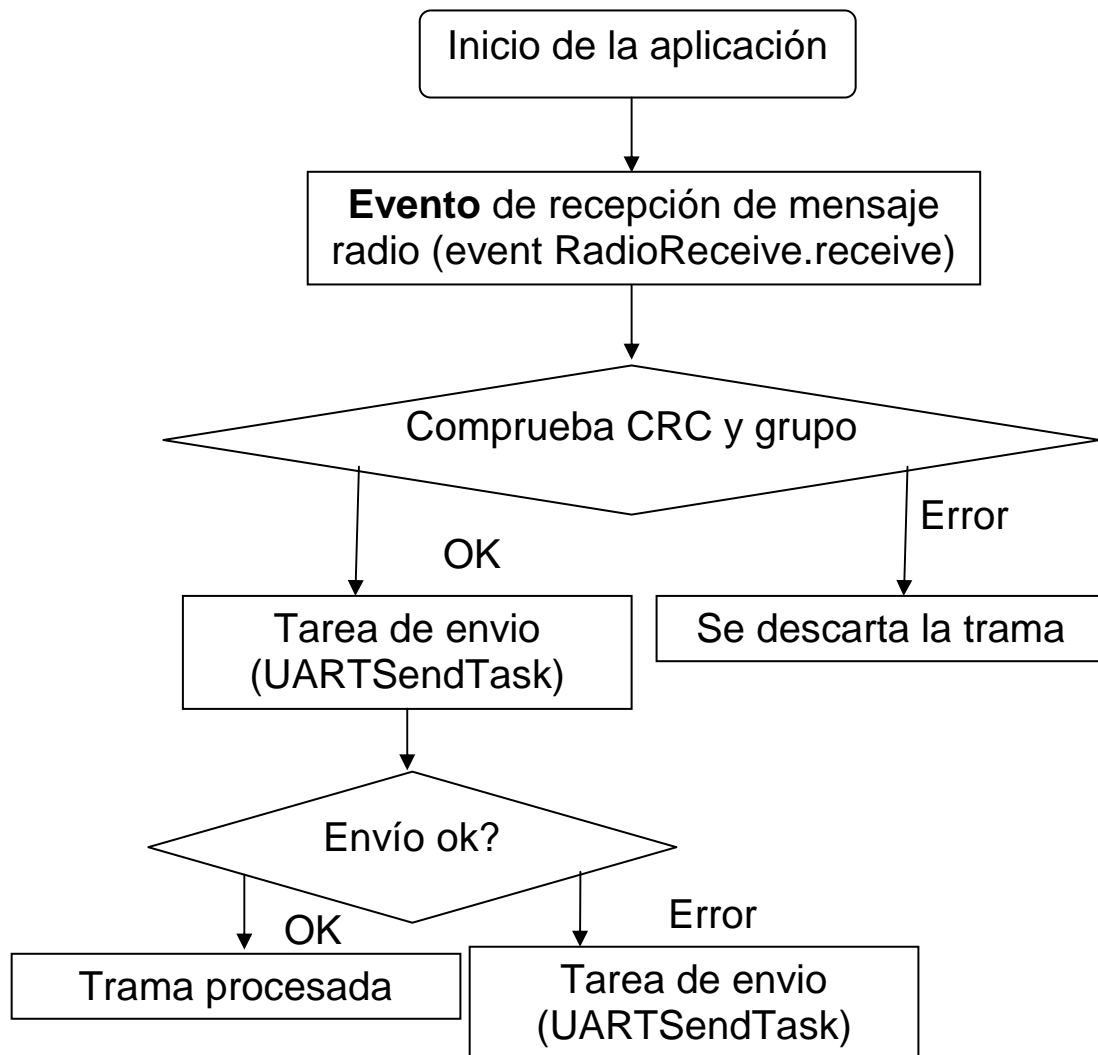 Inicio de la aplicación
Evento de recepción de mensaje
radio (event RadioReceive.receive)
Comprueba CRC y grupo
Error
OK
Tarea de envio
(UARTSendTask)
Se descarta la trama
Envío ok?
Error
OK
Trama procesada
Tarea de envio
(UARTSendTask)